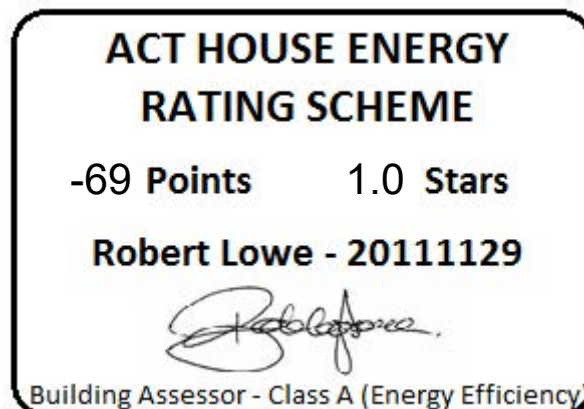 ACT HOUSE ENERGY
RATING SCHEME
-69 Points 1.0 Stars
Robert Lowe - 20111129
Building Assessor - Class A (Energy Efficiency)